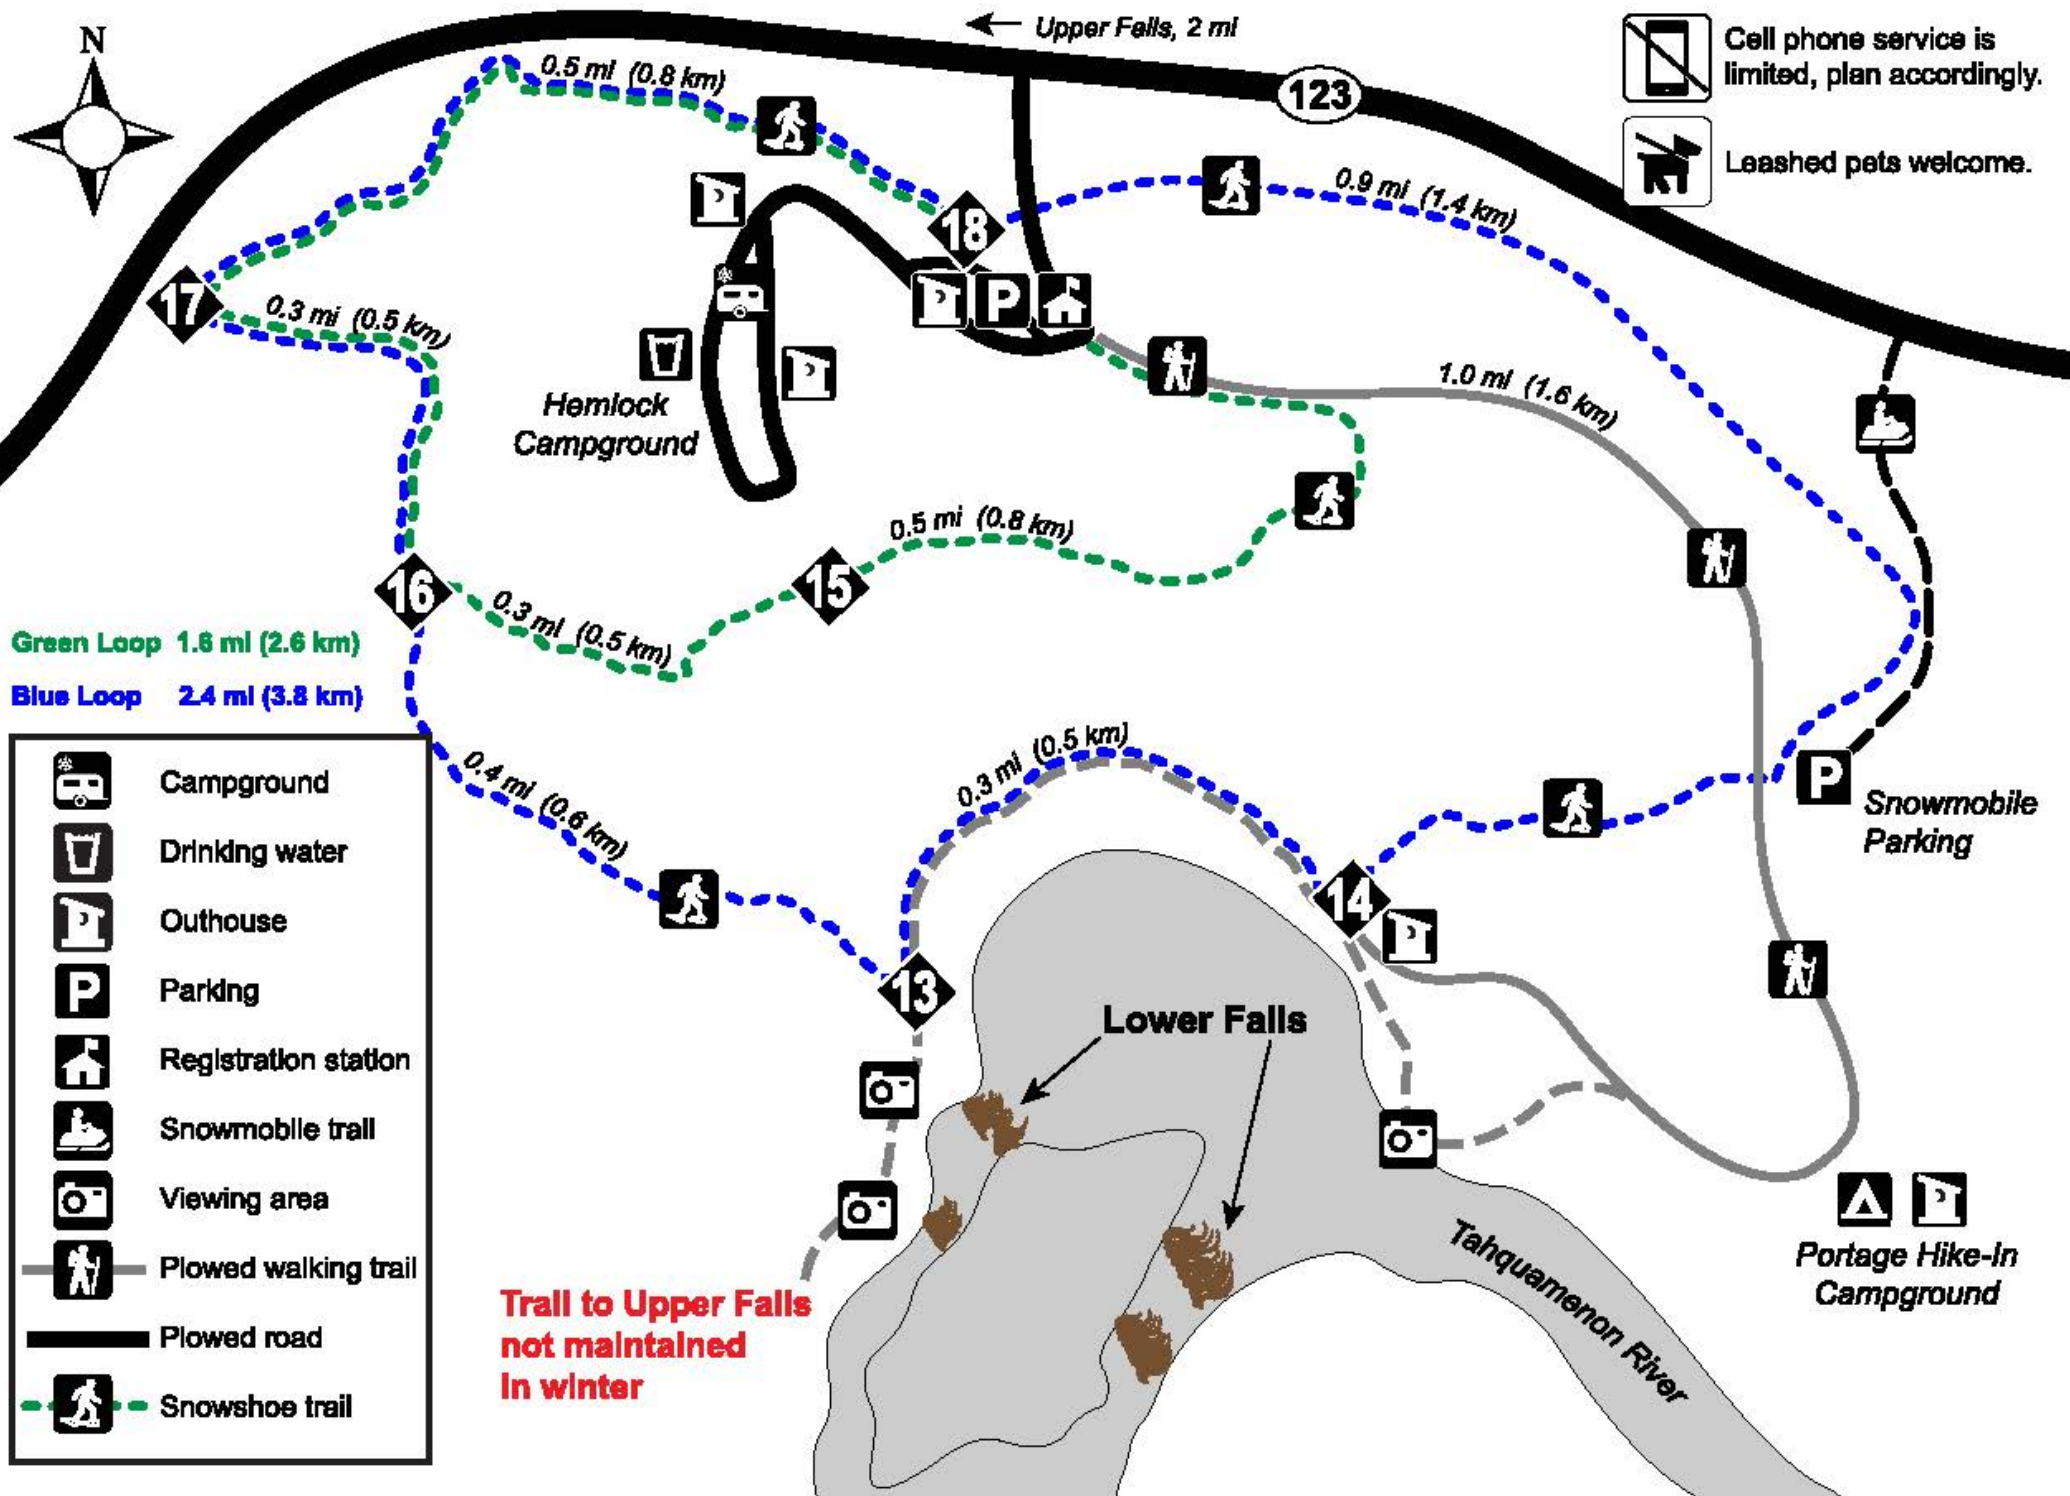 N
Upper Falls, 2 mi
Cell phone service is
limited, plan accordingly.
Leashed pets welcome.
123
0.5 mi (0.8 km)
0.9 mi (1.4 km)
18
17
0.3 mi (0.5 km)
P
1.0 mi (1.6 km)
Hemlock
Campground
0.5 mi (0.8 km)
15
16
0.3 mi (0.5 km)
Green Loop 1.6 mi (2.6 km)
Blue Loop 2.4 mi (3.8 km)
0.4 mi (0.6 km)
0.3 mi (0.5 km)
P
Snowmobile
Parking
14
13
Lower Falls
Campground
Drinking water
Outhouse
P
Parking
Registration station
Snowmobile trail
Viewing area
Plowed walking trail
Plowed road
Snowshoe trail
Trail to Upper Falls
not maintained
in winter
Tahquamenon River
Portage Hike-In
Campground